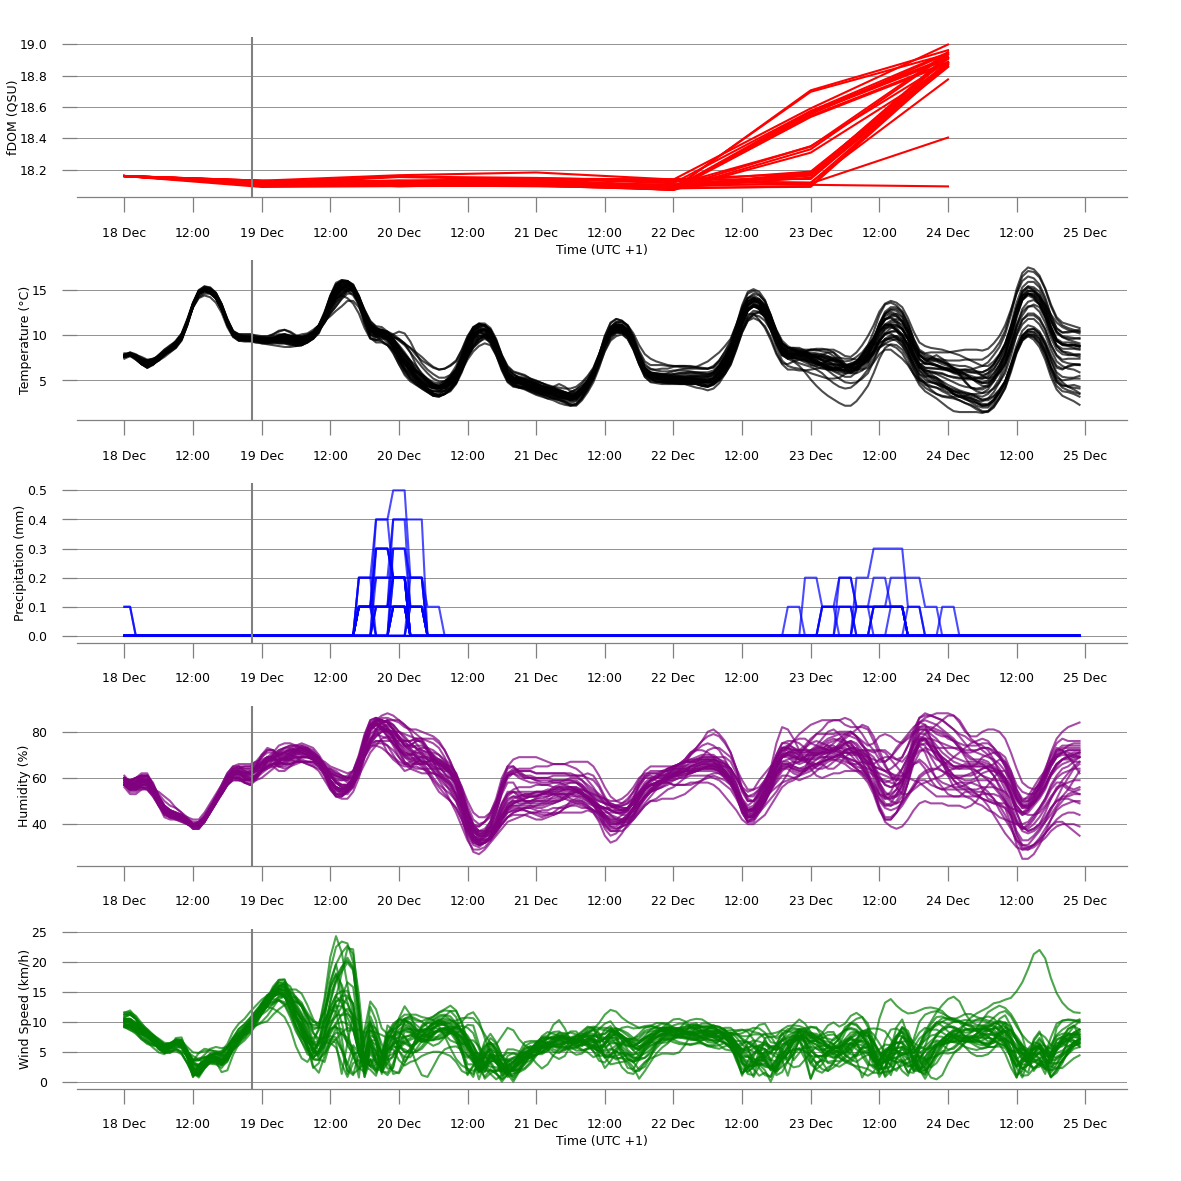 fDOM (QSU)
19.0
18.8
18.6
18.4
18.2
18 Dec 12:00 19 Dec 12:00 20 Dec 12:00 21 Dec 12:00 22 Dec 12:00 23 Dec 12:00 24 Dec 12:00 25 Dec
Time (UTC +1)
Temperature (°C)
15
10
5
18 Dec 12:00 19 Dec 12:00 20 Dec 12:00 21 Dec 12:00 22 Dec 12:00 23 Dec 12:00 24 Dec 12:00 25 Dec
Precipitation (mm)
0.5
0.4
0.3
0.2
0.1
0.0
18 Dec 12:00 19 Dec 12:00 20 Dec 12:00 21 Dec 12:00 22 Dec 12:00 23 Dec 12:00 24 Dec 12:00 25 Dec
Humidity (%)
80
60
40
18 Dec 12:00 19 Dec 12:00 20 Dec 12:00 21 Dec 12:00 22 Dec 12:00 23 Dec 12:00 24 Dec 12:00 25 Dec
Wind Speed (km/h)
25
20
15
10
5
0
18 Dec 12:00 19 Dec 12:00 20 Dec 12:00 21 Dec 12:00 22 Dec 12:00 23 Dec 12:00 24 Dec 12:00 25 Dec
Time (UTC +1)